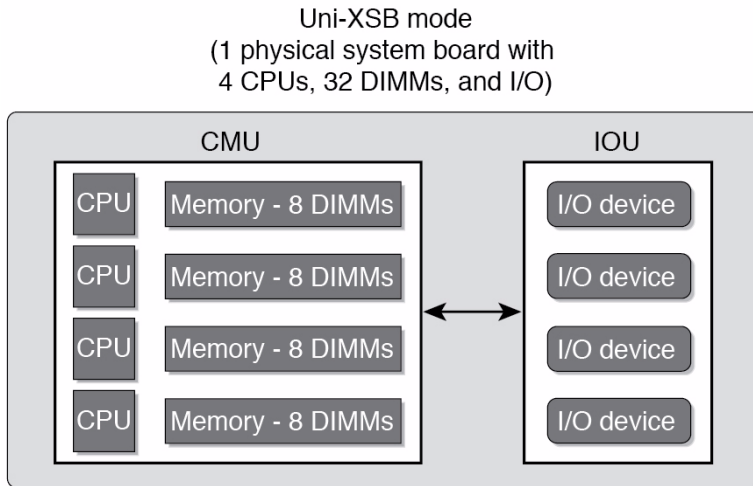 Uni-XSB mode
(1 physical system board with
4 CPUs, 32 DIMMs, and I/O)
CMU
IOU
CPU
Memory - 8 DIMMs
I/O device
CPU
Memory - 8 DIMMs
I/O device
CPU
Memory - 8 DIMMs
I/O device
CPU
Memory - 8 DIMMs
I/O device